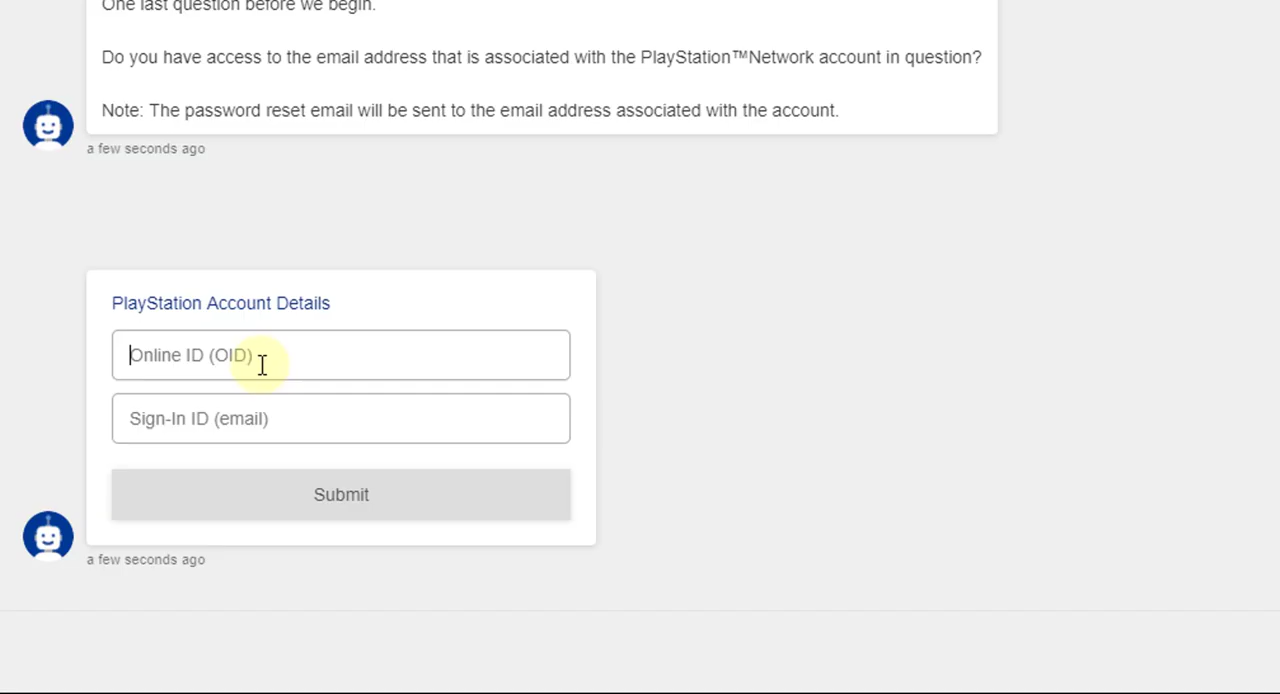 One last question before we begin.
Do you have access to the email address that is associated with the PlayStation™Network account in question?
Note: The password reset email will be sent to the email address associated with the account.
a few seconds ago
PlayStation Account Details
Online ID (OID)
Sign-In ID (email)
Submit
a few seconds ago